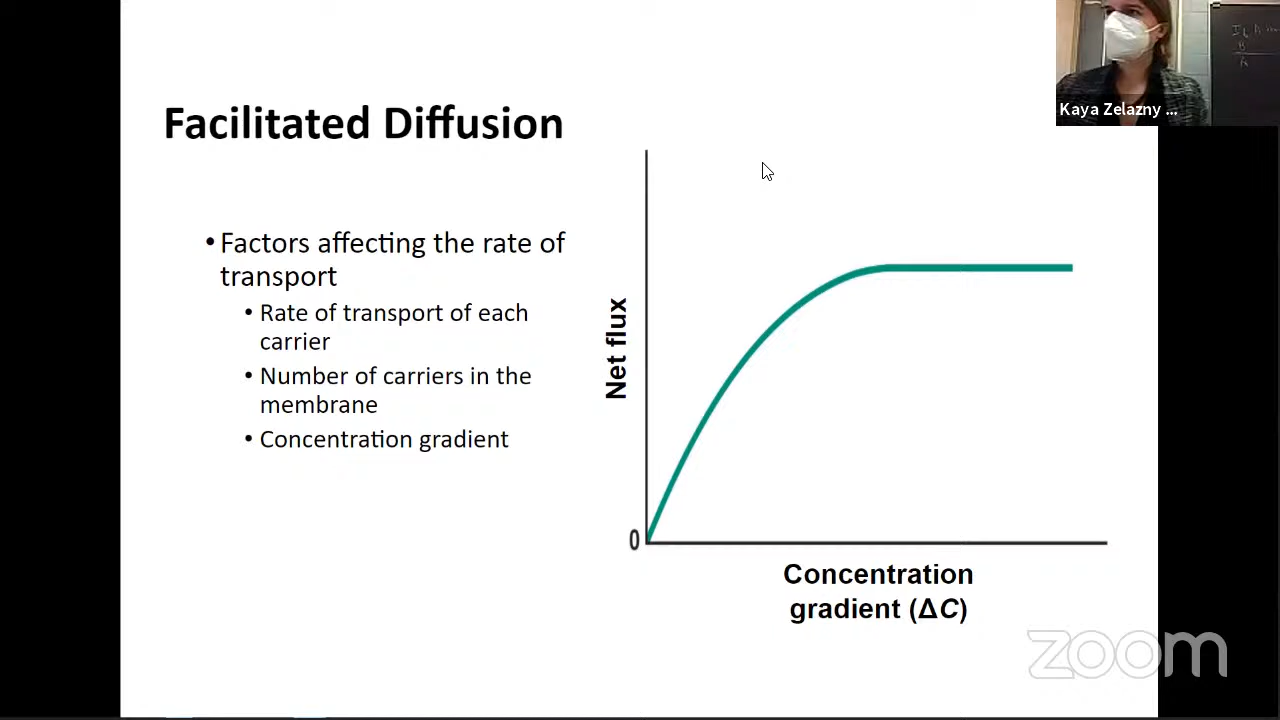 Kaya Zelazny ...
Facilitated Diffusion
•Factors affecting the rate of
transport
• Rate of transport of each
carrier
• Number of carriers in the
membrane
• Concentration gradient
Net flux
0
Concentration
gradient (ΔC)
zoom